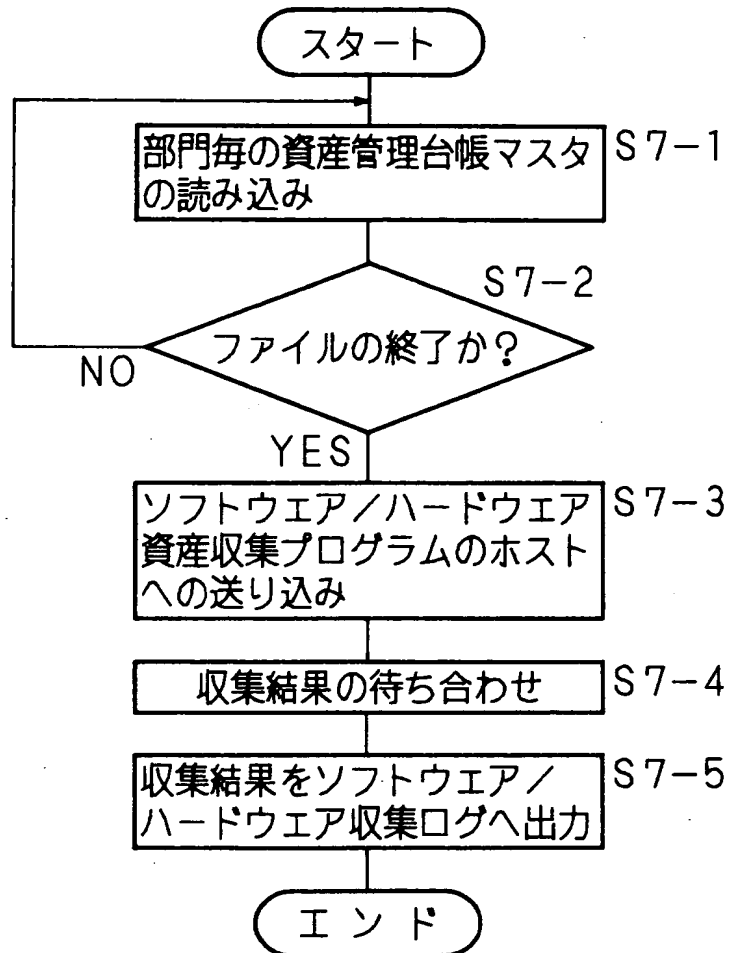 スタート
部門毎の資産管理台帳マスタ
の読み込み
S7-1
S7-2
ファイルの終了か?
NO
YES
ソフトウェア/ハードウェア
資産収集プログラムのホスト
への送り込み
S7-3
収集結果の待ち合わせ
S7-4
収集結果をソフトウェア/
ハードウェア収集ログへ出力
S7-5
エンド